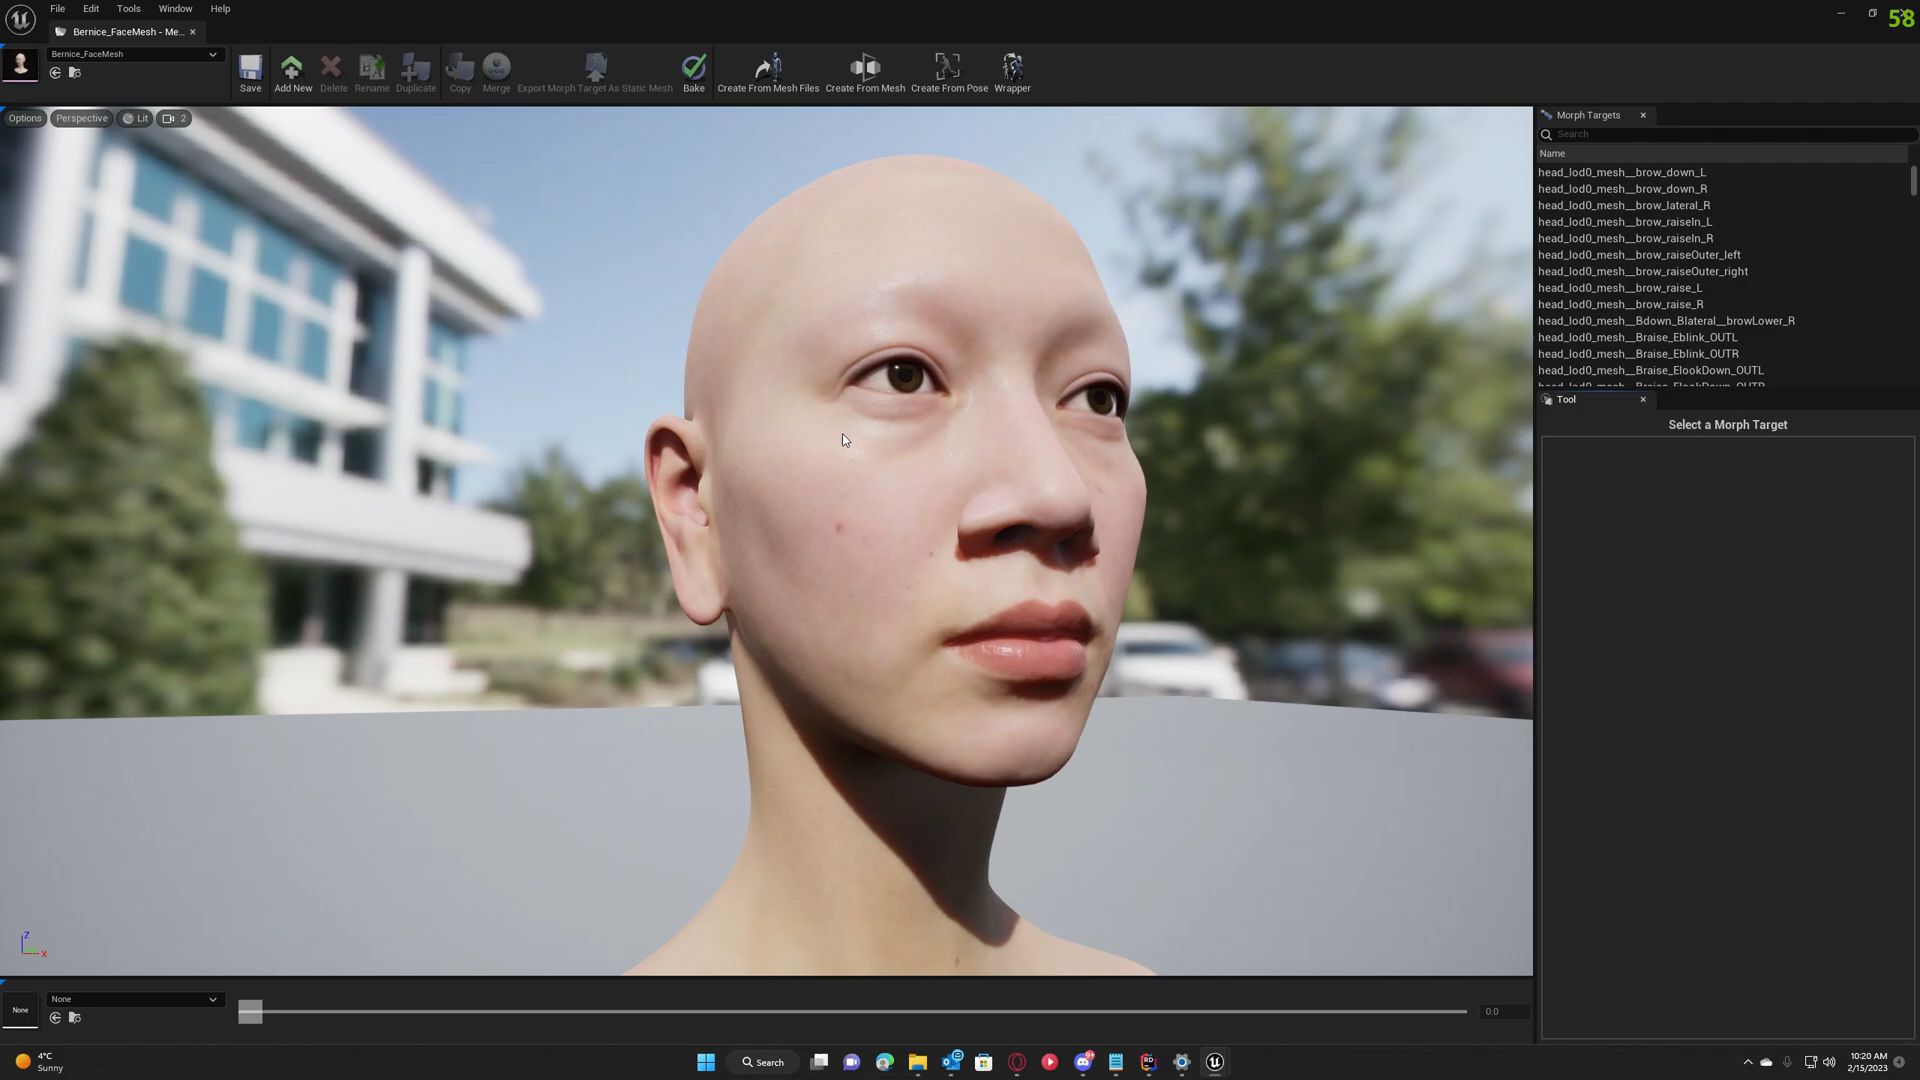 File Edit Tools Window Help
58
Bernice_FaceMesh - Me...
Bernice_FaceMesh
Save Add New Delete Rename Duplicate Copy Merge Export Morph Target As Static Mesh Bake Create From Mesh Files Create From Mesh Create From Pose Wrapper
Options Perspective Lit 2
Morph Targets
Search
Name
head_lod0_mesh__brow_down_L
head_lod0_mesh__brow_down_R
head_lod0_mesh__brow_lateral_R
head_lod0_mesh__brow_raiseIn_L
head_lod0_mesh__brow_raiseIn_R
head_lod0_mesh__brow_raiseOuter_left
head_lod0_mesh__brow_raiseOuter_right
head_lod0_mesh__brow_raise_L
head_lod0_mesh__brow_raise_R
head_lod0_mesh__Bdown_Blateral__browLower_R
head_lod0_mesh__Braise_Eblink_OUTL
head_lod0_mesh__Braise_Eblink_OUTR
head_lod0_mesh__Braise_ElookDown_OUTL
head_lod0_mesh__Braise_ElookDown_OUTR
Tool
Select a Morph Target
Z
X
None
None
0.0
4°C
Sunny
Search
10:20 AM
2/15/2023